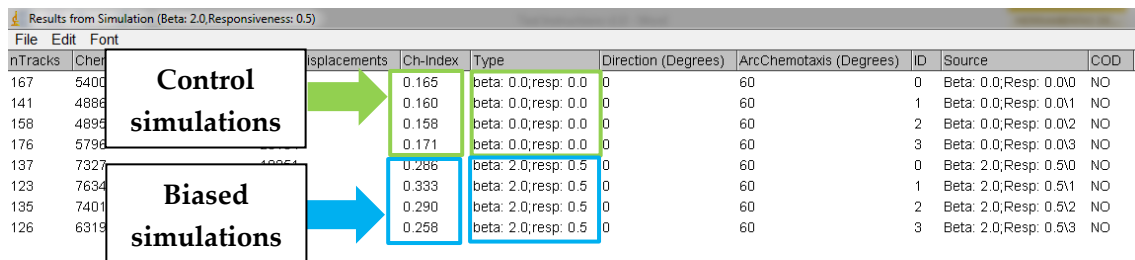 Results from Simulation (Beta: 2.0,Responsiveness: 0.5)
File Edit Font
nTracks Cher isplacements Ch-Index Type Direction (Degrees) ArcChemotaxis (Degrees) ID Source COD
167 5400 0.165 beta: 0.0;resp: 0.0 0 60 0 Beta: 0.0;Resp: 0.0\0 NO
141 4886 0.160 beta: 0.0;resp: 0.0 0 60 1 Beta: 0.0;Resp: 0.0\1 NO
158 4895 0.158 beta: 0.0;resp: 0.0 0 60 2 Beta: 0.0;Resp: 0.0\2 NO
176 5796 0.171 beta: 0.0;resp: 0.0 0 60 3 Beta: 0.0;Resp: 0.0\3 NO
137 7327 0.286 beta: 2.0;resp: 0.5 0 60 0 Beta: 2.0;Resp: 0.5\0 NO
123 7634 0.333 beta: 2.0;resp: 0.5 0 60 1 Beta: 2.0;Resp: 0.5\1 NO
135 7401 0.290 beta: 2.0;resp: 0.5 0 60 2 Beta: 2.0;Resp: 0.5\2 NO
126 6319 0.258 beta: 2.0;resp: 0.5 0 60 3 Beta: 2.0;Resp: 0.5\3 NO
Control
simulations
Biased
simulations